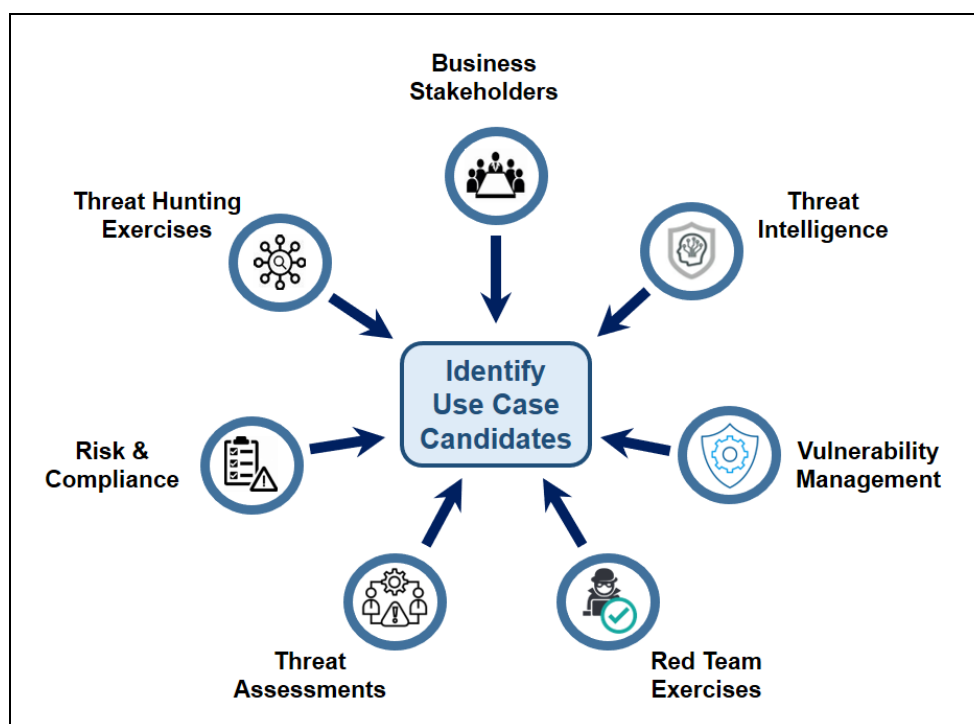 Business
Stakeholders
Threat Hunting
Exercises
Threat
Intelligence
Identify
Use Case
Candidates
Risk &
Compliance
Vulnerability
Management
Threat
Assessments
Red Team
Exercises